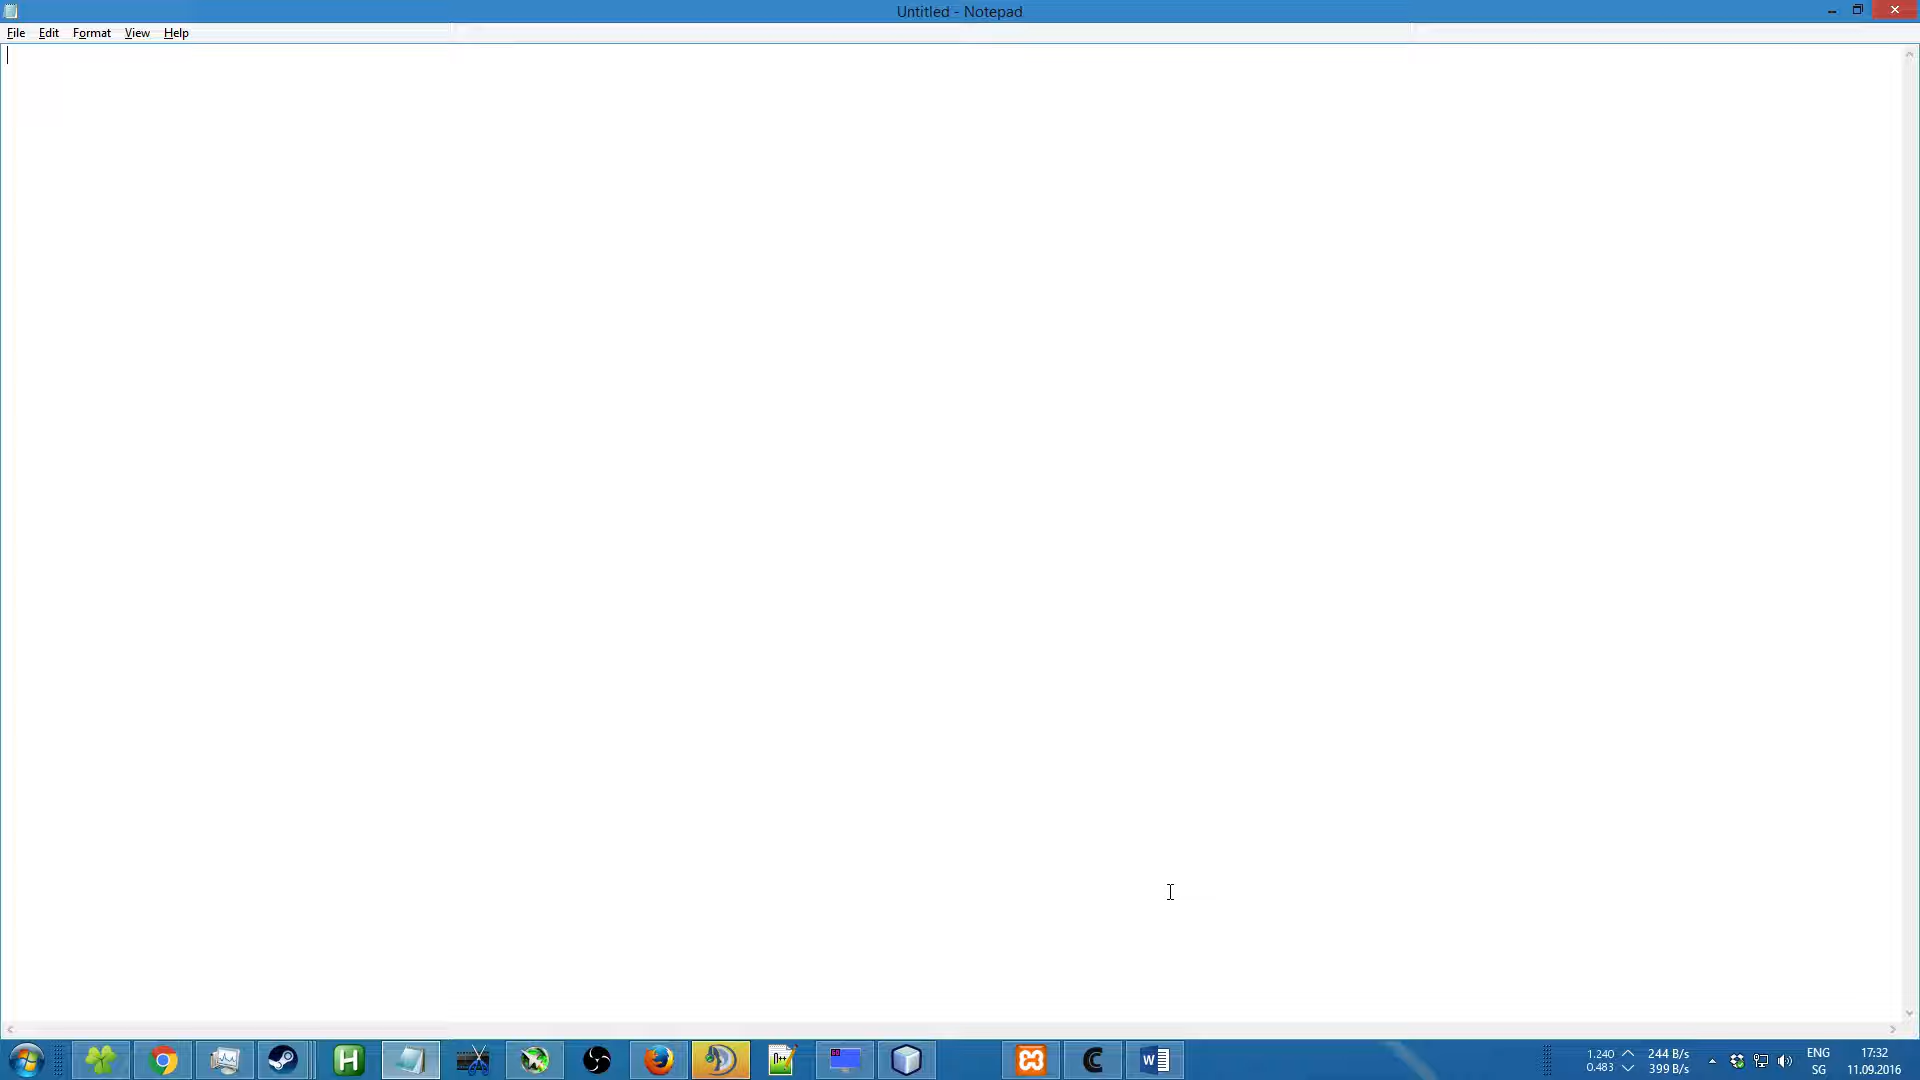 Untitled - Notepad
File Edit Format View Help
1.240 244 B/s
0.483 399 B/s
ENG
SG
17:32
11.09.2016